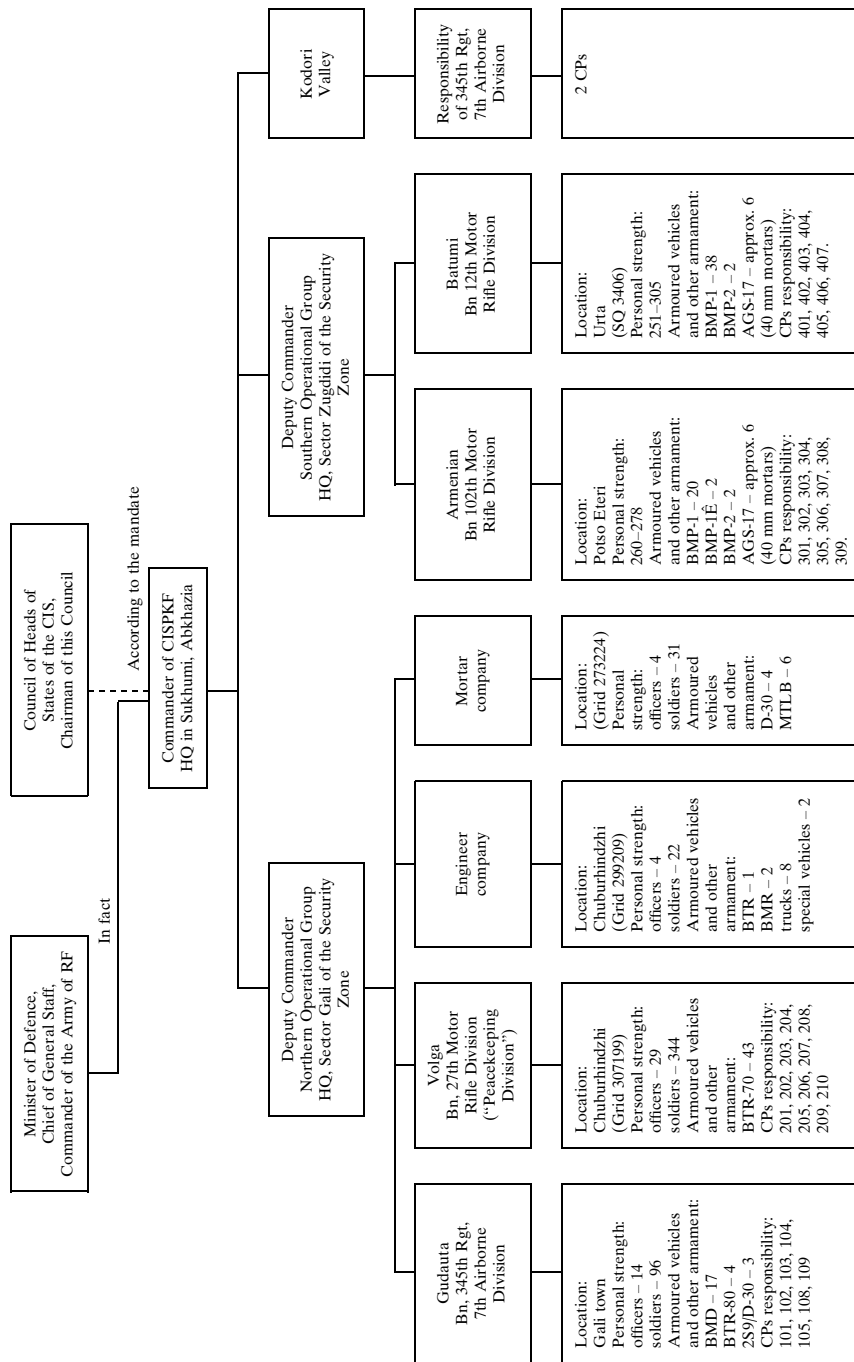 Minister of Defence,
Chief of General Staff,
Commander of the Army of RF
Council of Heads of
States of the CIS,
Chairman of this Council
In fact
According to the mandate
Commander of CISPKF
HQ in Sukhumi, Abkhazia
Deputy Commander
Northern Operational Group
HQ, Sector Gali of the Security
Zone
Deputy Commander
Southern Operational Group
HQ, Sector Zugdidi of the Security
Zone
Kodori
Valley
Gudauta
Bn, 345th Rgt,
7th Airborne
Division
Volga
Bn, 27th Motor
Rifle Division
(“Peacekeeping
Division”)
Engineer
company
Mortar
company
Armenian
Bn 102th Motor
Rifle Division
Batumi
Bn 12th Motor
Rifle Division
Responsibility
of 345th Rgt,
7th Airborne
Division
Location:
Gali town
Personal strength:
officers – 14
soldiers – 96
Armoured vehicles
and other armament:
BMD – 17
BTR-80 – 4
2S9/D-30 – 3
CPs responsibility:
101, 102, 103, 104,
105, 108, 109
Location:
Chuburhindzhi
(Grid 307199)
Personal strength:
officers – 29
soldiers – 344
Armoured vehicles
and other
armament:
BTR-70 – 43
CPs responsibility:
201, 202, 203, 204,
205, 206, 207, 208,
209, 210
Location:
Chuburhindzhi
(Grid 299209)
Personal strength:
officers – 4
soldiers – 22
Armoured vehicles
and other
armament:
BTR – 1
BMR – 2
trucks – 8
special vehicles – 2
Location:
(Grid 273224)
Personal
strength:
officers – 4
soldiers – 31
Armoured
vehicles
and other
armament:
D-30 – 4
MTLB – 6
Location:
Potso Eteri
Personal strength:
260–278
Armoured vehicles
and other armament:
BMP-1 – 20
BMP-1Ê – 2
BMP-2 – 2
AGS-17 – approx. 6
(40 mm mortars)
CPs responsibility:
301, 302, 303, 304,
305, 306, 307, 308,
309.
Location:
Urta
(SQ 3406)
Personal strength:
251–305
Armoured vehicles
and other armament:
BMP-1 – 38
BMP-2 – 2
AGS-17 – approx. 6
(40 mm mortars)
CPs responsibility:
401, 402, 403, 404,
405, 406, 407.
2 CPs